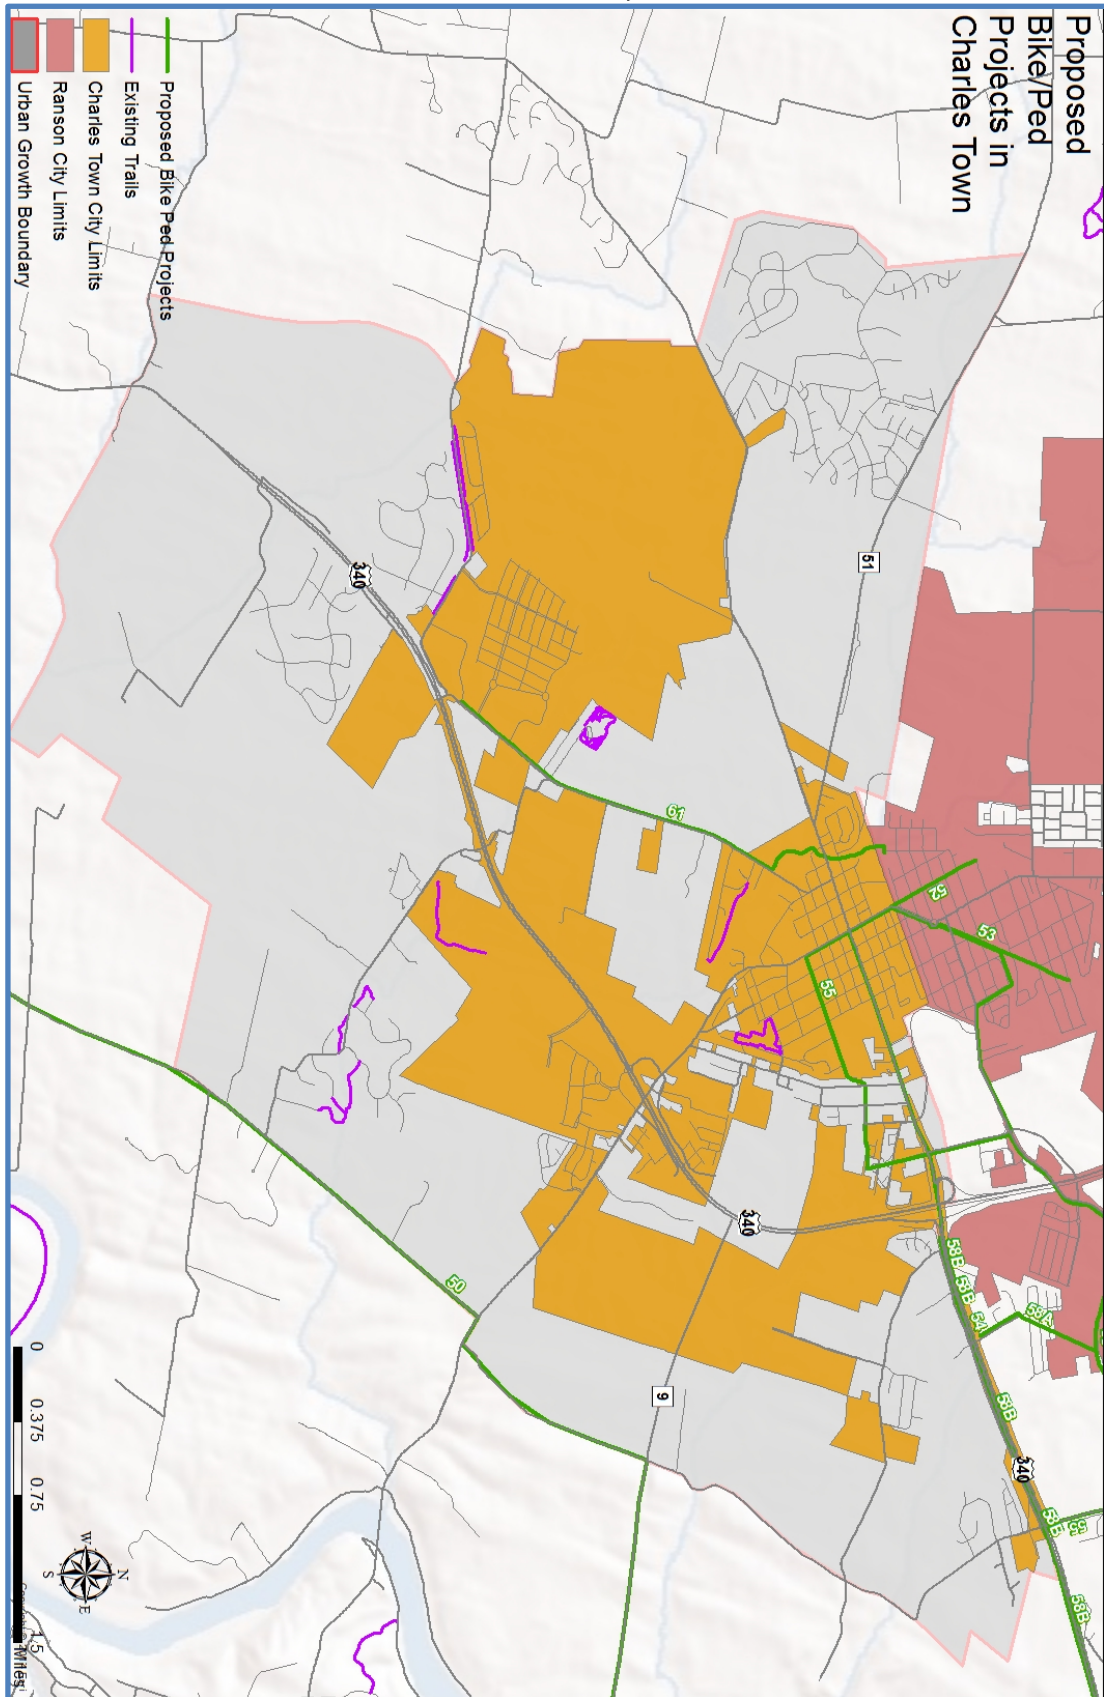 Proposed
Bike/Ped
Projects in
Charles Town
Proposed Bike Ped Projects
Existing Trails
Charles Town City Limits
Ranson City Limits
Urban Growth Boundary
51
340
61
52
53
55
340
50
9
58B
58B
54
58A
58B
340
58B
58B
N
W
E
S
0
0.375
0.75
1.5
Miles